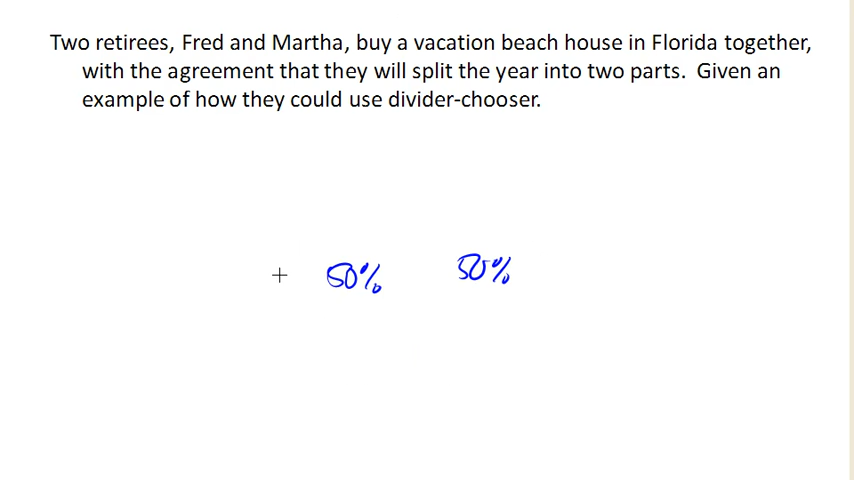 Two retirees, Fred and Martha, buy a vacation beach house in Florida together,
with the agreement that they will split the year into two parts. Given an
example of how they could use divider-chooser.
50% 50%